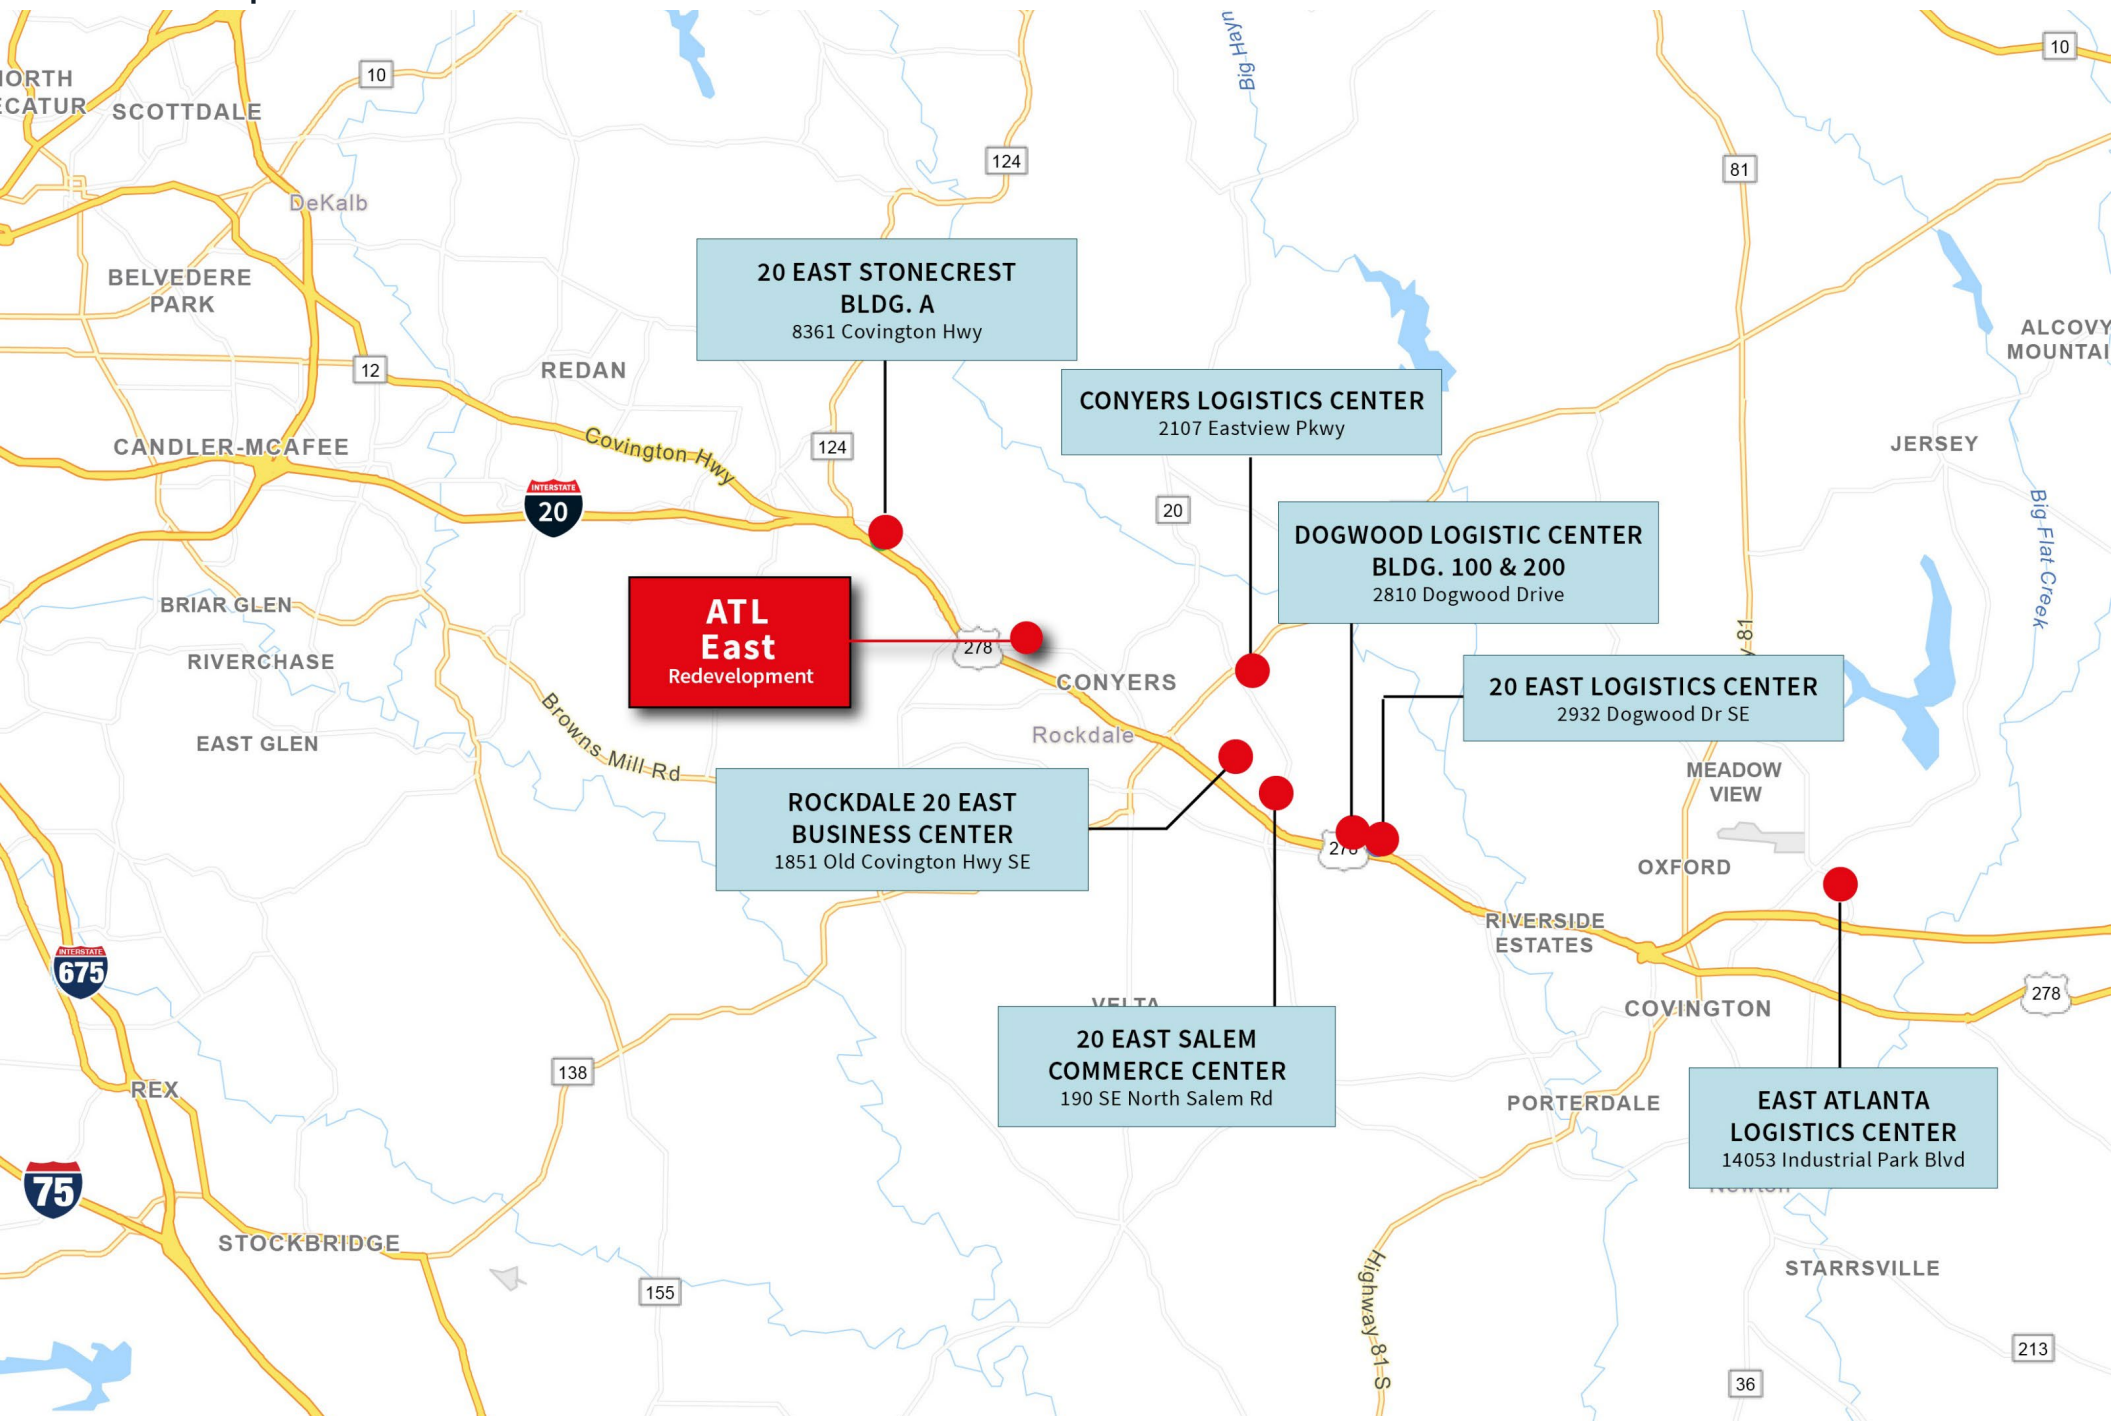 10
10
NORTH
DECATUR
SCOTTDALE
Big Hayn
124
81
DeKalb
BELVEDERE
PARK
20 EAST STONECREST
BLDG. A
8361 Covington Hwy
ALCOVY
MOUNTAI
12
REDAN
CONYERS LOGISTICS CENTER
2107 Eastview Pkwy
CANDLER-MCAFEE
Covington Hwy
124
JERSEY
INTERSTATE
20
20
DOGWOOD LOGISTIC CENTER
BLDG. 100 & 200
2810 Dogwood Drive
Big Flat Creek
BRIAR GLEN
ATL
East
Redevelopment
278
y 81
RIVERCHASE
CONYERS
20 EAST LOGISTICS CENTER
2932 Dogwood Dr SE
EAST GLEN
Browns Mill Rd
Rockdale
MEADOW
VIEW
ROCKDALE 20 EAST
BUSINESS CENTER
1851 Old Covington Hwy SE
278
OXFORD
RIVERSIDE
ESTATES
INTERSTATE
675
278
COVINGTON
VELTA
20 EAST SALEM
COMMERCE CENTER
190 SE North Salem Rd
138
REX
PORTERDALE
EAST ATLANTA
LOGISTICS CENTER
14053 Industrial Park Blvd
Newton
75
STOCKBRIDGE
STARRSVILLE
155
Highway 81 S
213
36